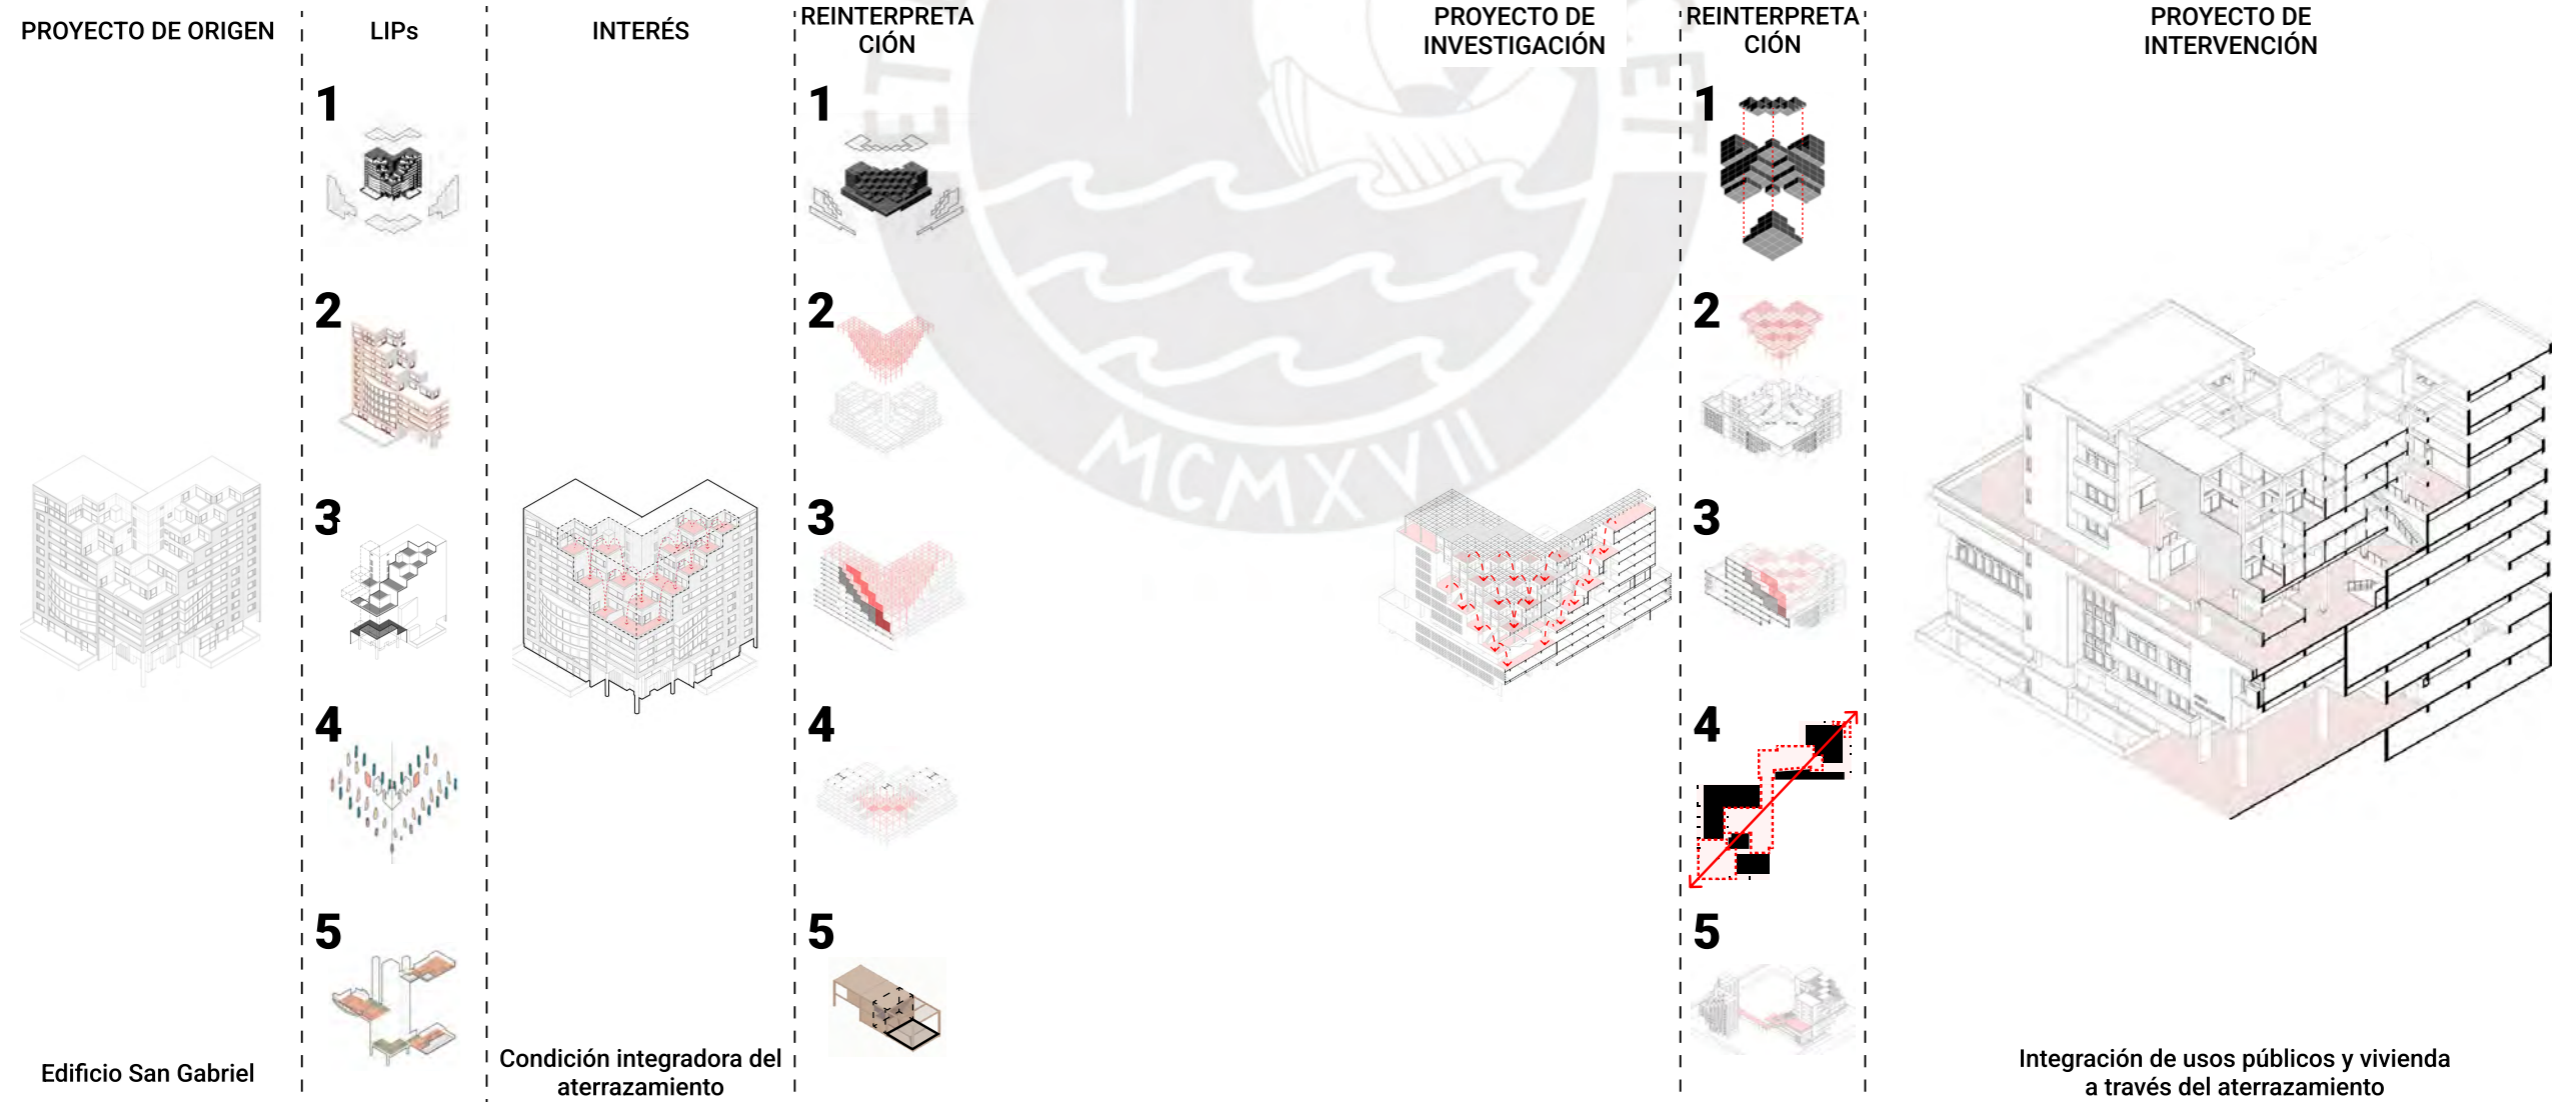 PROYECTO DE ORIGEN
LIPs
INTERÉS
REINTERPRETA
CIÓN
PROYECTO DE
INVESTIGACIÓN
REINTERPRETA
CIÓN
PROYECTO DE
INTERVENCIÓN
1
2
3
4
5
1
2
3
4
5
1
2
3
4
5
MCMXVII
Edificio San Gabriel
Condición integradora del
aterrazamiento
Integración de usos públicos y vivienda
a través del aterrazamiento